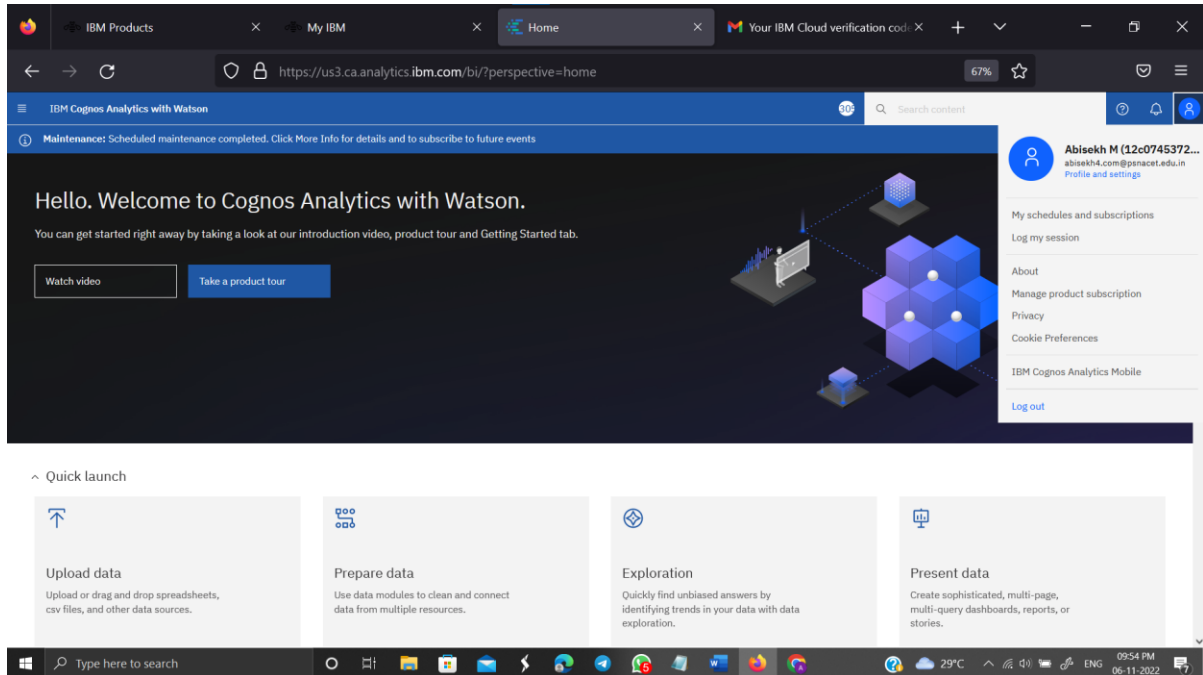 IBM Products
My IBM
Home
Your IBM Cloud verification code
https://us3.ca.analytics.ibm.com/bi/?perspective=home
67%
IBM Cognos Analytics with Watson
Search content
Maintenance: Scheduled maintenance completed. Click More Info for details and to subscribe to future events
Abisekh M (12c0745372...
abisekh4.com@psnacet.edu.in
Profile and settings
My schedules and subscriptions
Log my session
About
Manage product subscription
Privacy
Cookie Preferences
IBM Cognos Analytics Mobile
Log out
Hello. Welcome to Cognos Analytics with Watson.
You can get started right away by taking a look at our introduction video, product tour and Getting Started tab.
Watch video
Take a product tour
Quick launch
Upload data
Upload or drag and drop spreadsheets,
csv files, and other data sources.
Prepare data
Use data modules to clean and connect
data from multiple resources.
Exploration
Quickly find unbiased answers by
identifying trends in your data with data
exploration.
Present data
Create sophisticated, multi-page,
multi-query dashboards, reports, or
stories.
Type here to search
29°C
ENG
09:54 PM
06-11-2022